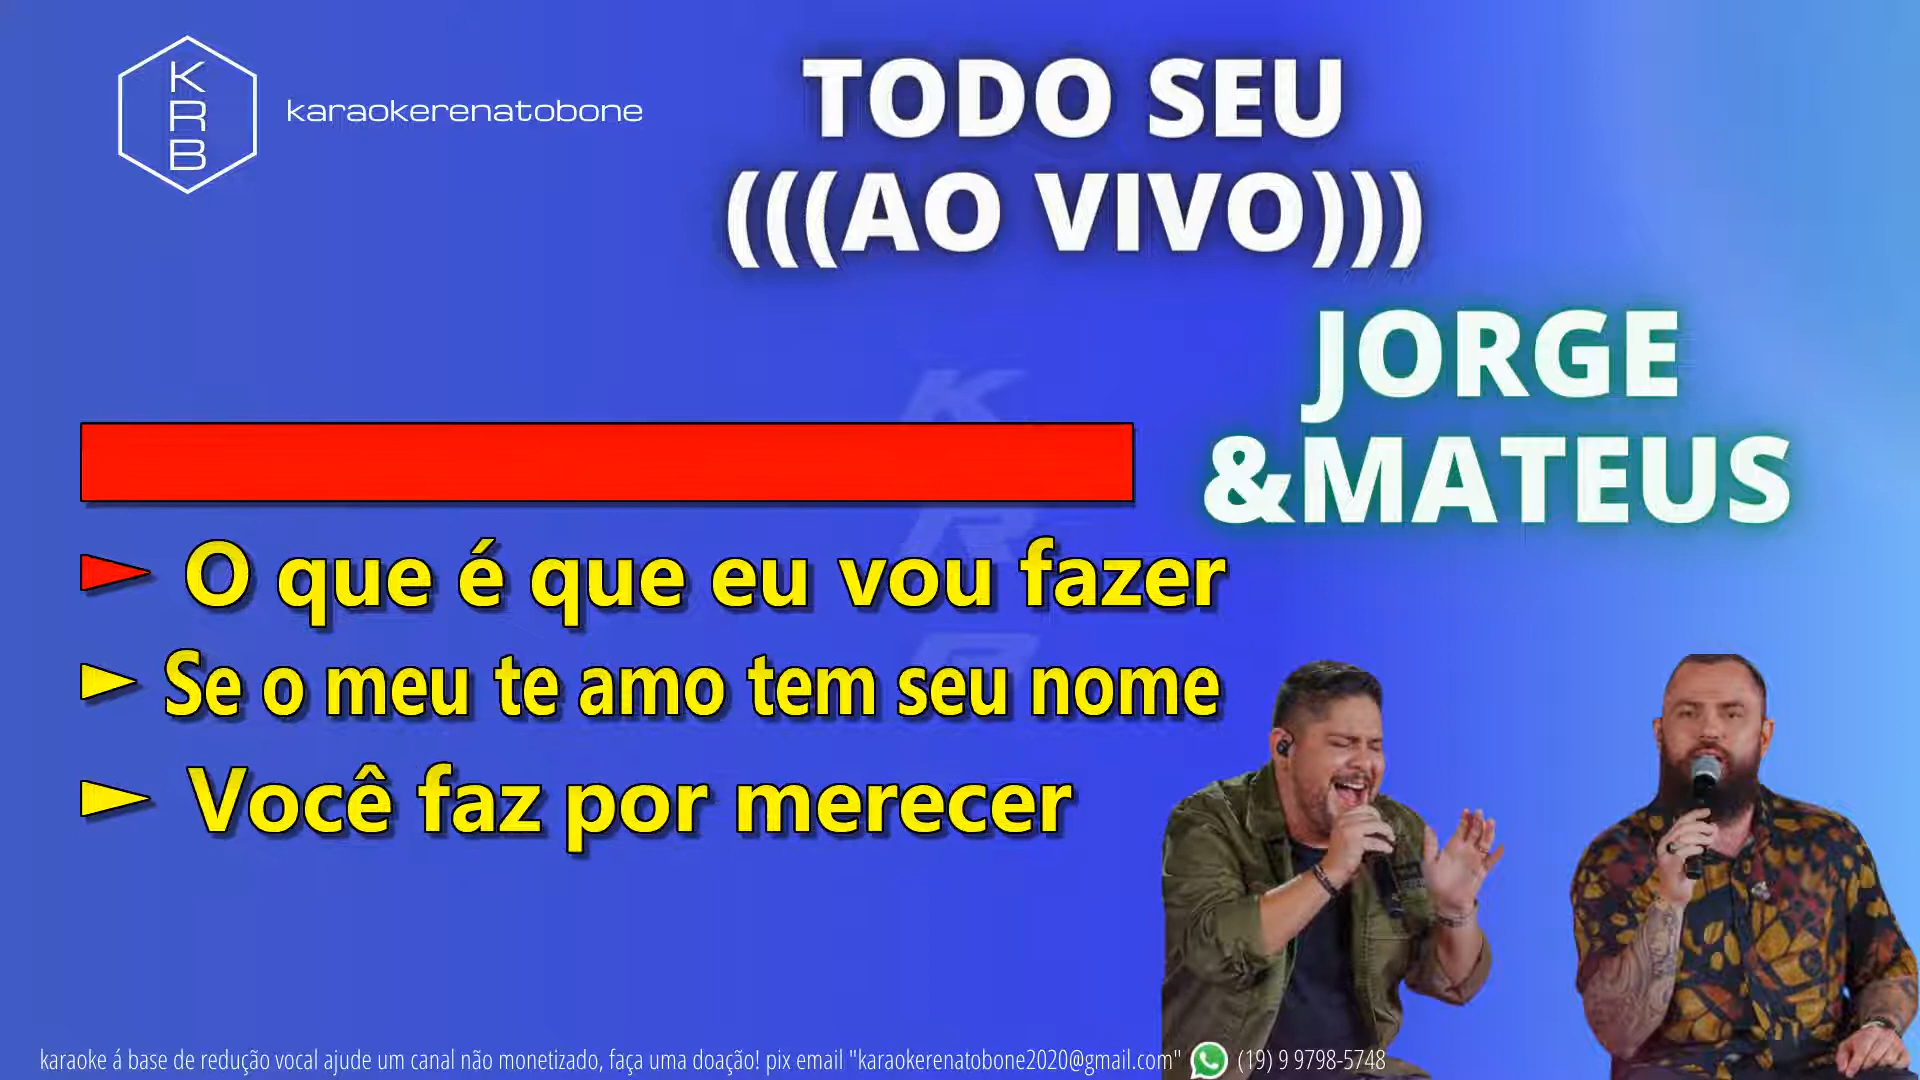 KRB
karaokerenatobone
TODO SEU
(((AO VIVO)))
JORGE
&MATEUS
KRB
O que é que eu vou fazer
Se o meu te amo tem seu nome
Você faz por merecer
karaoke á base de redução vocal ajude um canal não monetizado, faça uma doação! pix email "karaokerenatobone2020@gmail.com" (19) 9 9798-5748